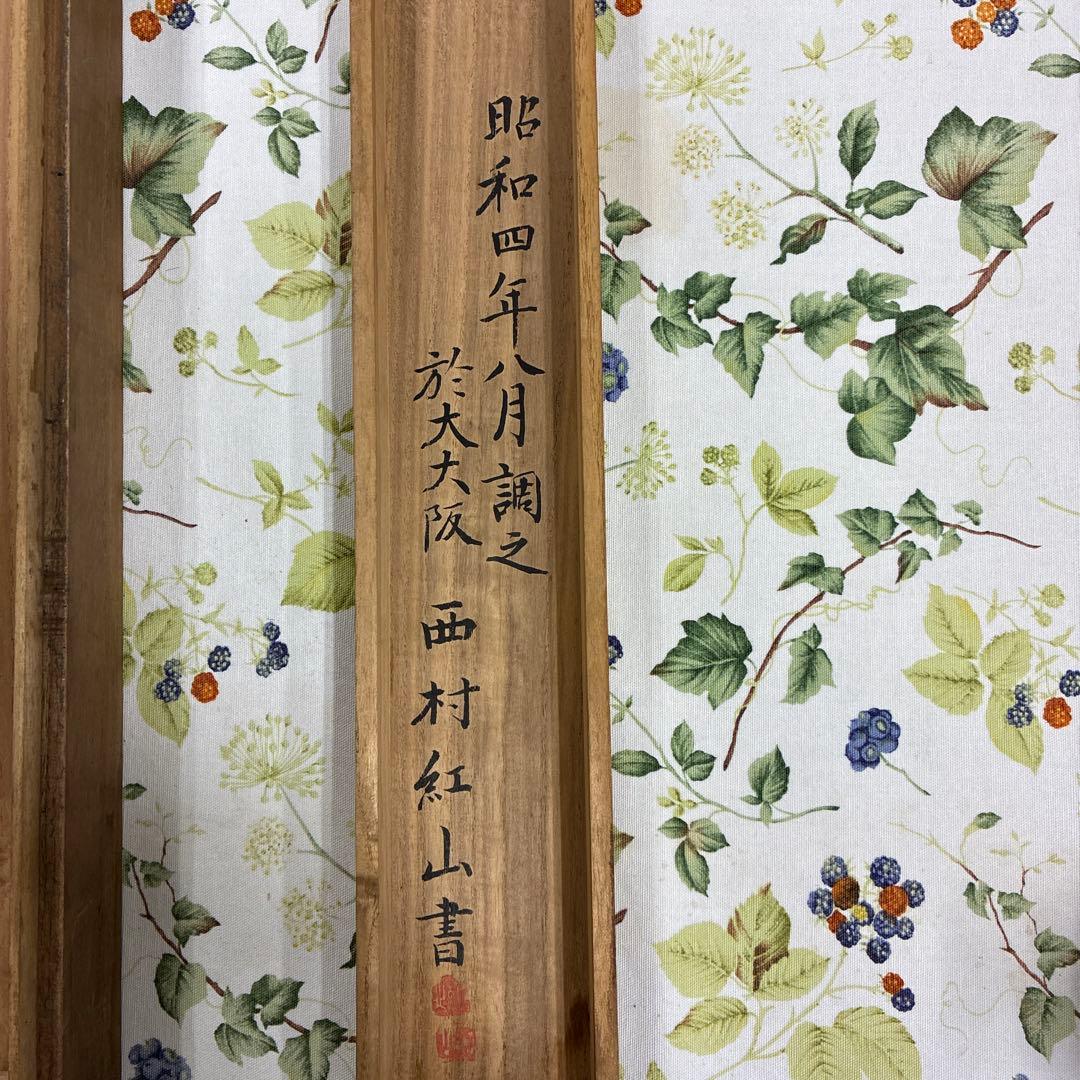 昭和四年八月調之
於大大阪 西村紅山書